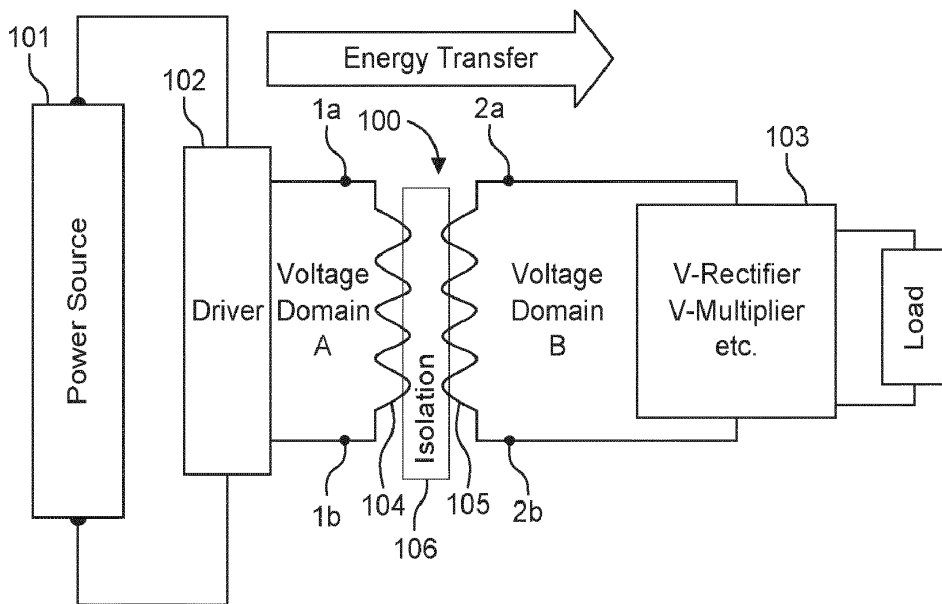 101
Energy Transfer
102
1a
100
2a
103
Power Source
Driver
Voltage
Domain
A
Isolation
Voltage
Domain
B
V-Rectifier
V-Multiplier
etc.
Load
1b
104
106
105
2b